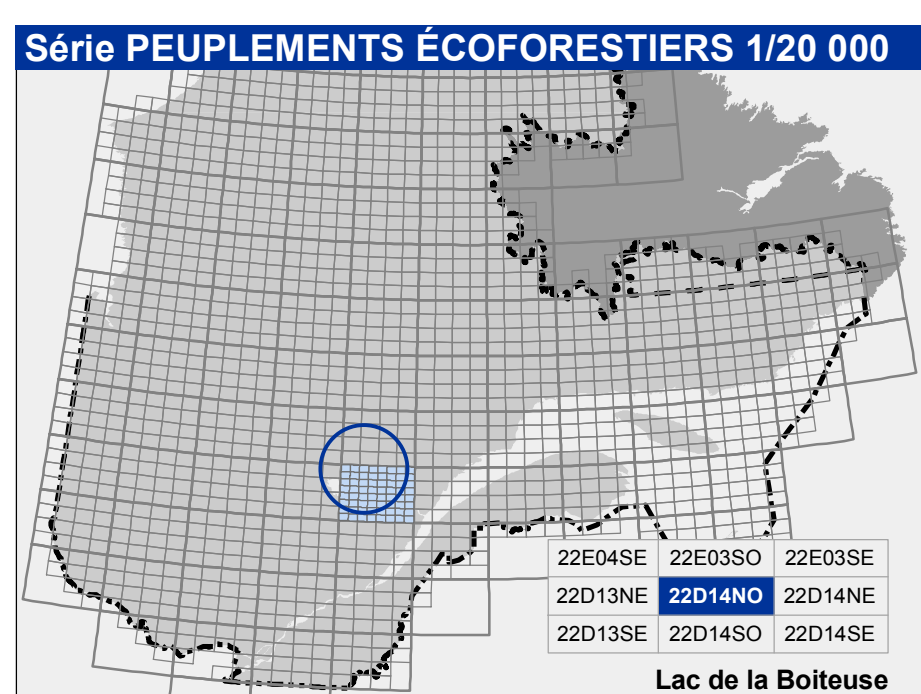 Série PEUPLEMENTS ÉCOFORESTIERS 1/20 000
22E04SE 22E03SO 22E03SE
22D13NE 22D14NO 22D14NE
22D13SE 22D14SO 22D14SE
Lac de la Boiteuse